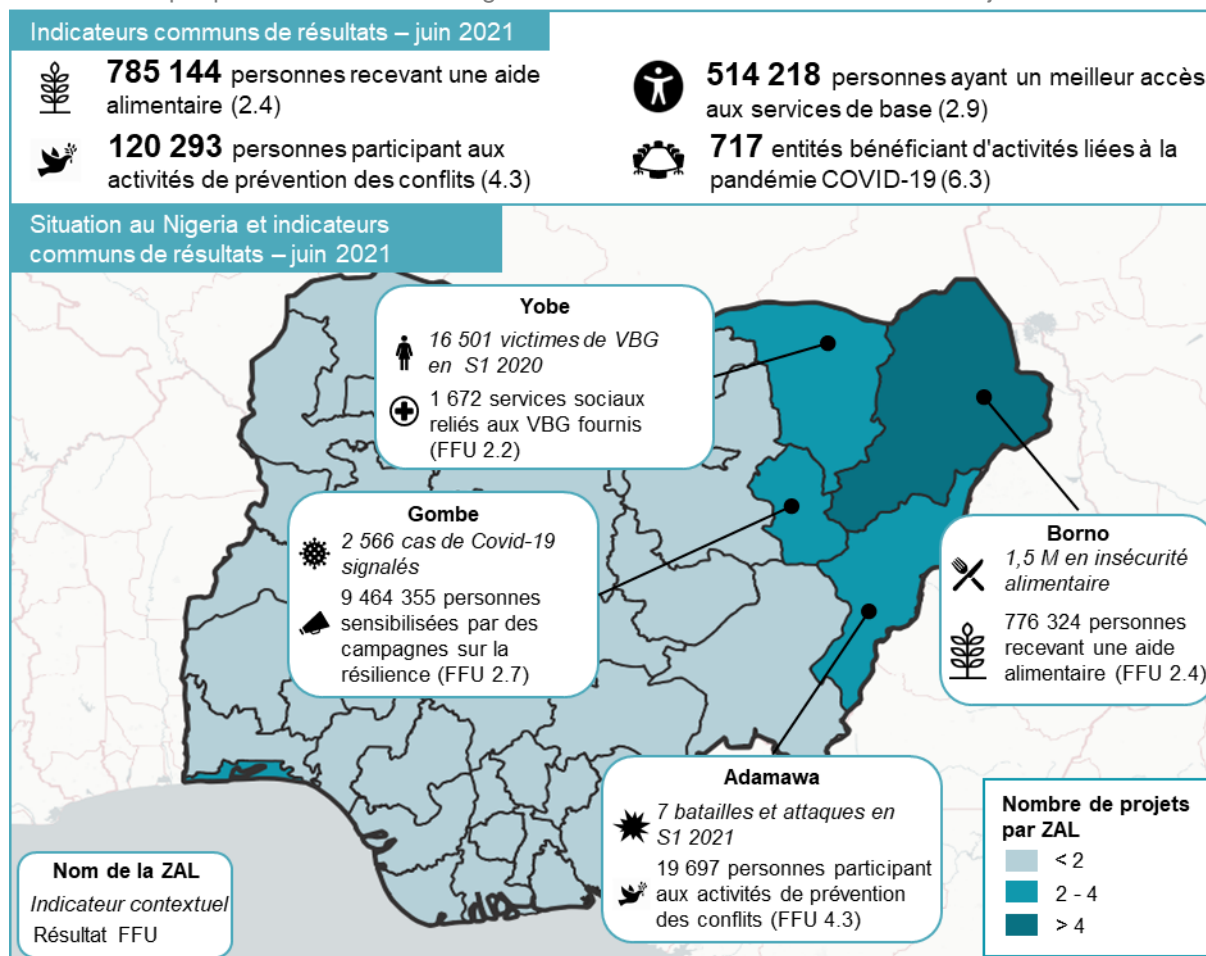 Indicateurs communs de résultats – juin 2021
785 144 personnes recevant une aide
alimentaire (2.4)
120 293 personnes participant aux
activités de prévention des conflits (4.3)
514 218 personnes ayant un meilleur accès
aux services de base (2.9)
717 entités bénéficiant d'activités liées à la
pandémie COVID-19 (6.3)
Situation au Nigeria et indicateurs
communs de résultats – juin 2021
Yobe
16 501 victimes de VBG
en S1 2020
1 672 services sociaux
reliés aux VBG fournis
(FFU 2.2)
Gombe
2 566 cas de Covid-19
signalés
9 464 355 personnes
sensibilisées par des
campagnes sur la
résilience (FFU 2.7)
Borno
1,5 M en insécurité
alimentaire
776 324 personnes
recevant une aide
alimentaire (FFU 2.4)
Adamawa
7 batailles et attaques en
S1 2021
19 697 personnes participant
aux activités de prévention
des conflits (FFU 4.3)
Nom de la ZAL
Indicateur contextuel
Résultat FFU
Nombre de projets
par ZAL
< 2
2 - 4
> 4